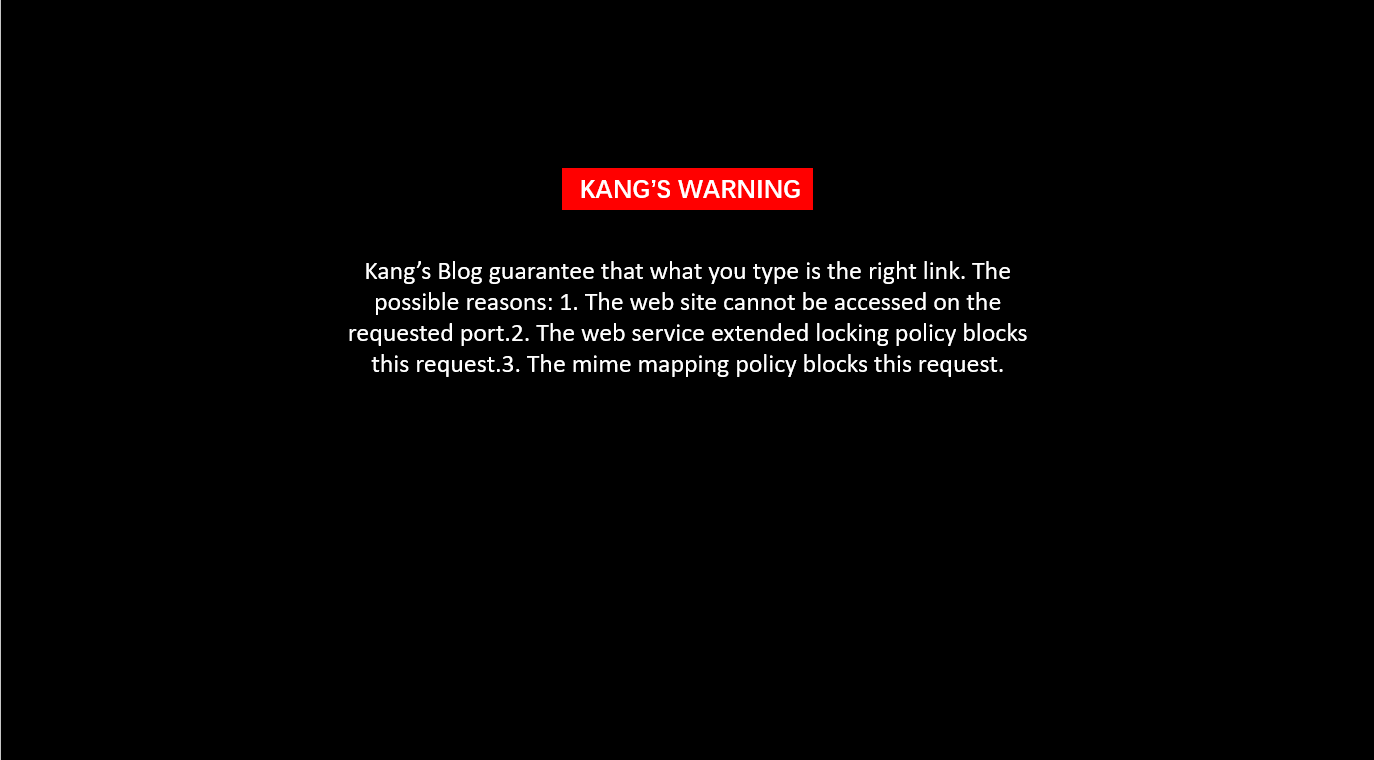 KANG’S WARNING
Kang’s Blog guarantee that what you type is the right link. The
possible reasons: 1. The web site cannot be accessed on the
requested port.2. The web service extended locking policy blocks
this request.3. The mime mapping policy blocks this request.